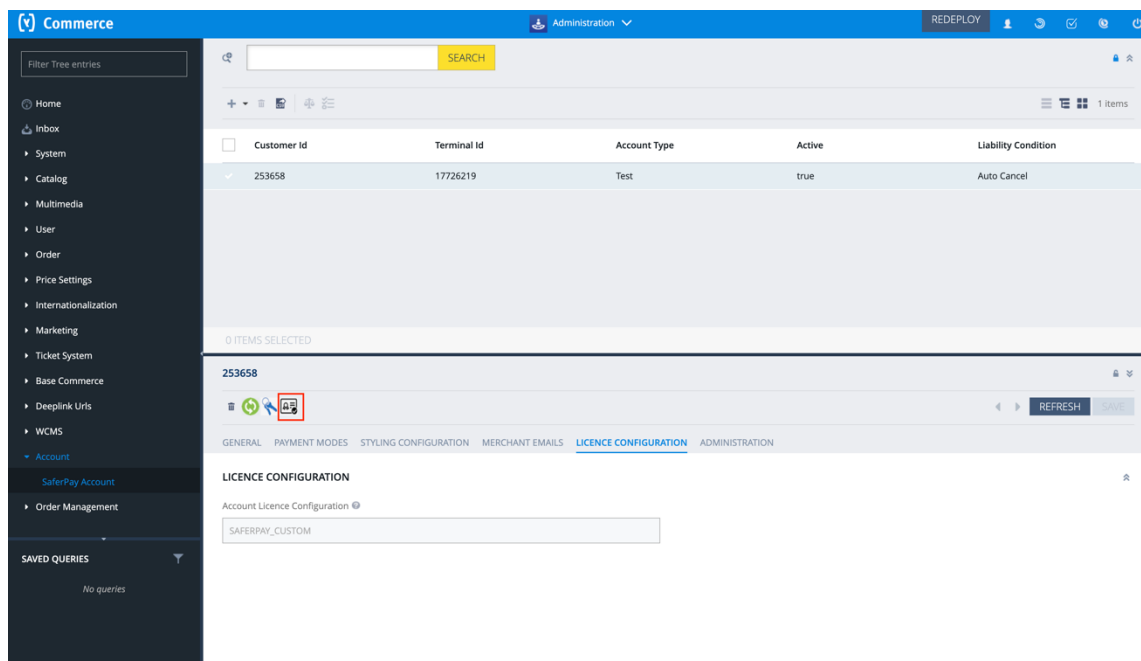 (y) Commerce
Administration
REDEPLOY
Filter Tree entries
Home
Inbox
System
Catalog
Multimedia
User
Order
Price Settings
Internationalization
Marketing
Ticket System
Base Commerce
Deeplink Urls
WCMS
Account
SaferPay Account
Order Management
SAVED QUERIES
No queries
SEARCH
1 items
Customer Id Terminal Id Account Type Active Liability Condition
253658 17726219 Test true Auto Cancel
0 ITEMS SELECTED
253658
REFRESH SAVE
GENERAL PAYMENT MODES STYLING CONFIGURATION MERCHANT EMAILS LICENCE CONFIGURATION ADMINISTRATION
LICENCE CONFIGURATION
Account Licence Configuration
SAFERPAY_CUSTOM